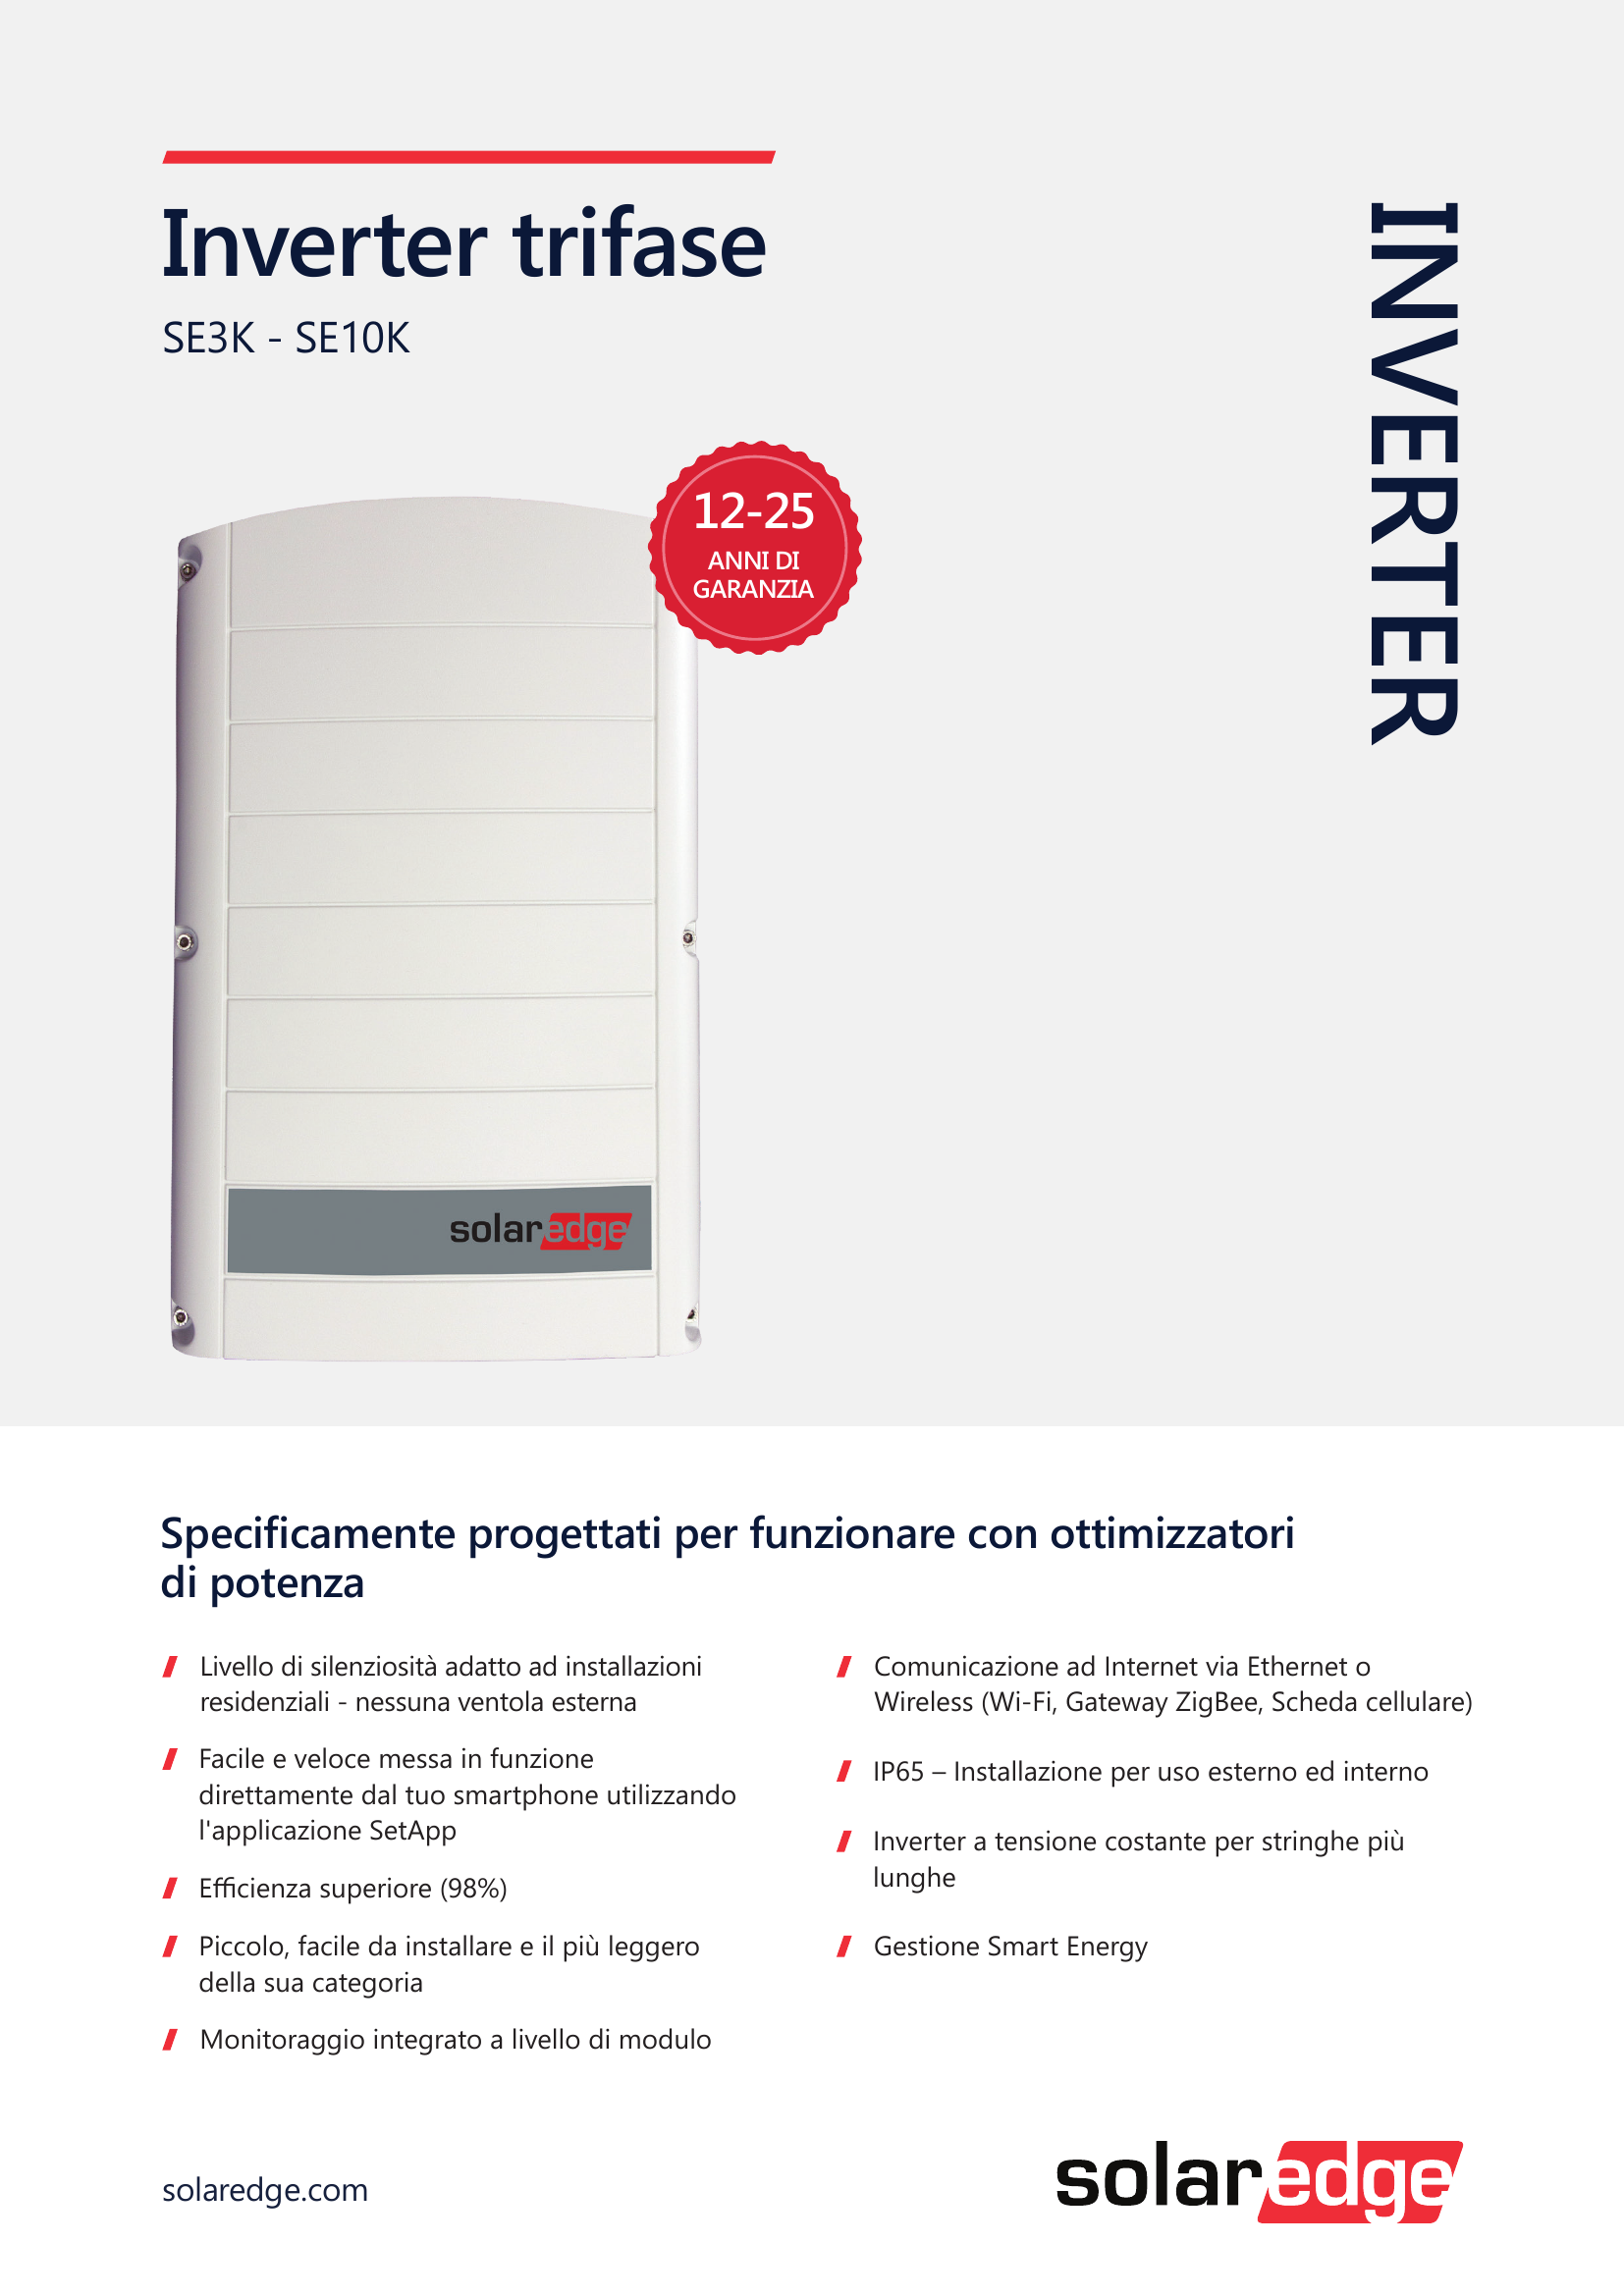 Inverter trifase
SE3K - SE10K
INVERTER
12-25
ANNI DI
GARANZIA
solaredge
Specificamente progettati per funzionare con ottimizzatori
di potenza
Livello di silenziosità adatto ad installazioni
residenziali - nessuna ventola esterna
Facile e veloce messa in funzione
direttamente dal tuo smartphone utilizzando
l'applicazione SetApp
Efficienza superiore (98%)
Piccolo, facile da installare e il più leggero
della sua categoria
Monitoraggio integrato a livello di modulo
Comunicazione ad Internet via Ethernet o
Wireless (Wi-Fi, Gateway ZigBee, Scheda cellulare)
IP65 – Installazione per uso esterno ed interno
Inverter a tensione costante per stringhe più
lunghe
Gestione Smart Energy
solaredge.com
solaredge